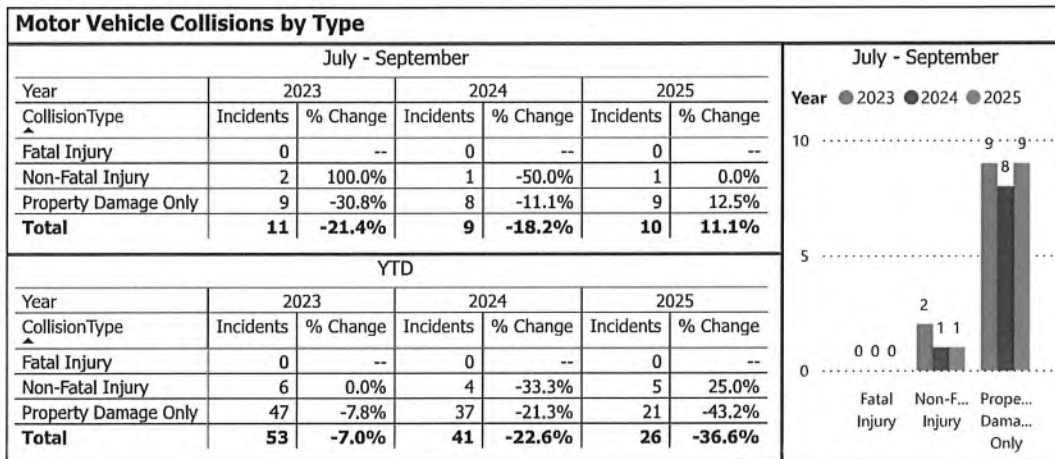 Motor Vehicle Collisions by Type
July - September
Year 2023 2024 2025
CollisionType Incidents % Change Incidents % Change Incidents % Change
Fatal Injury 0 -- 0 -- 0 --
Non-Fatal Injury 2 100.0% 1 -50.0% 1 0.0%
Property Damage Only 9 -30.8% 8 -11.1% 9 12.5%
Total 11 -21.4% 9 -18.2% 10 11.1%
YTD
Year 2023 2024 2025
CollisionType Incidents % Change Incidents % Change Incidents % Change
Fatal Injury 0 -- 0 -- 0 --
Non-Fatal Injury 6 0.0% 4 -33.3% 5 25.0%
Property Damage Only 47 -7.8% 37 -21.3% 21 -43.2%
Total 53 -7.0% 41 -22.6% 26 -36.6%
July - September
Year 2023 2024 2025
10
5
0
0 0 0
2 1 1
9 8 9
Fatal Non-F... Prope...
Injury Injury Dama...
Only